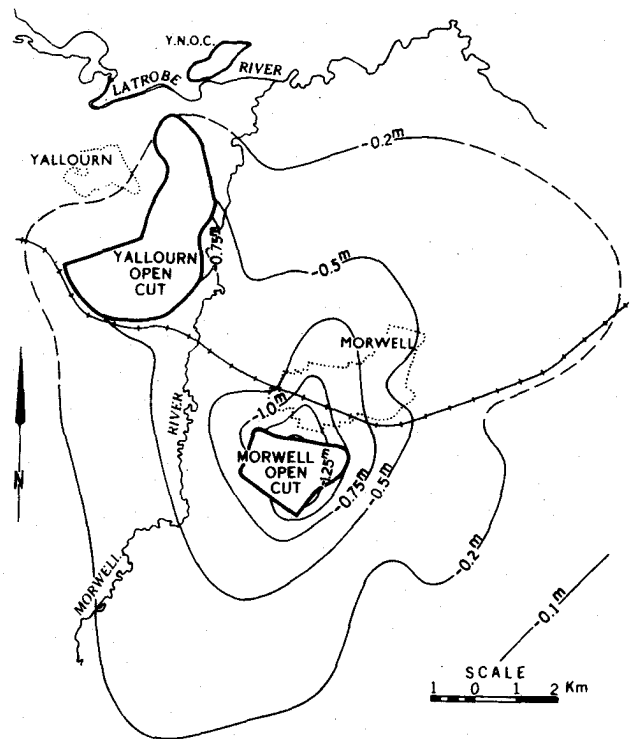 Y.N.O.C.
LATROBE RIVER
-0.2m
YALLOURN
-0.75m
YALLOURN
OPEN
CUT
-0.5m
MORWELL
RIVER
-1.0m
MORWELL
OPEN
CUT
-1.25m
-0.75m
-0.5m
N
-0.2m
MORWELL
-0.1m
SCALE
1 0 1 2 Km